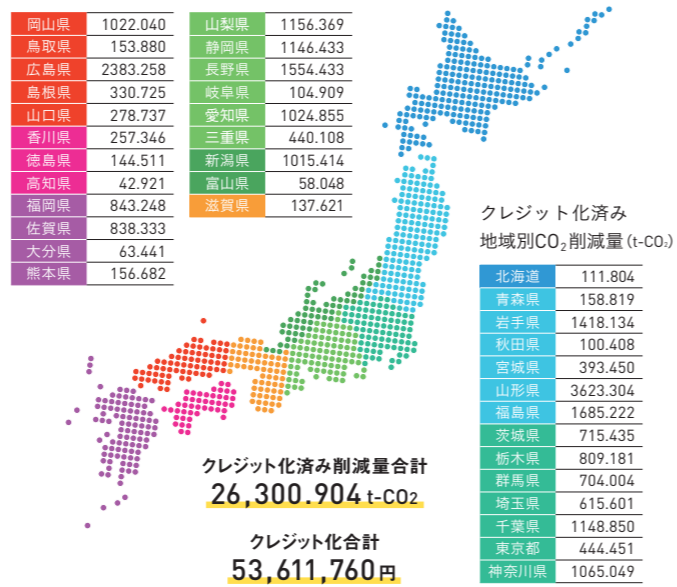 岡山県 1022.040
鳥取県 153.880
広島県 2383.258
島根県 330.725
山口県 278.737
香川県 257.346
徳島県 144.511
高知県 42.921
福岡県 843.248
佐賀県 838.333
大分県 63.441
熊本県 156.682
山梨県 1156.369
静岡県 1146.433
長野県 1554.433
岐阜県 104.909
愛知県 1024.855
三重県 440.108
新潟県 1015.414
富山県 58.048
滋賀県 137.621
クレジット化済み
地域別CO₂削減量(t-CO₂)
北海道 111.804
青森県 158.819
岩手県 1418.134
秋田県 100.408
宮城県 393.450
山形県 3623.304
福島県 1685.222
茨城県 715.435
栃木県 809.181
群馬県 704.004
埼玉県 615.601
千葉県 1148.850
東京都 444.451
神奈川県 1065.049
クレジット化済み削減量合計
26,300.904 t-CO2
クレジット化合計
53,611,760円